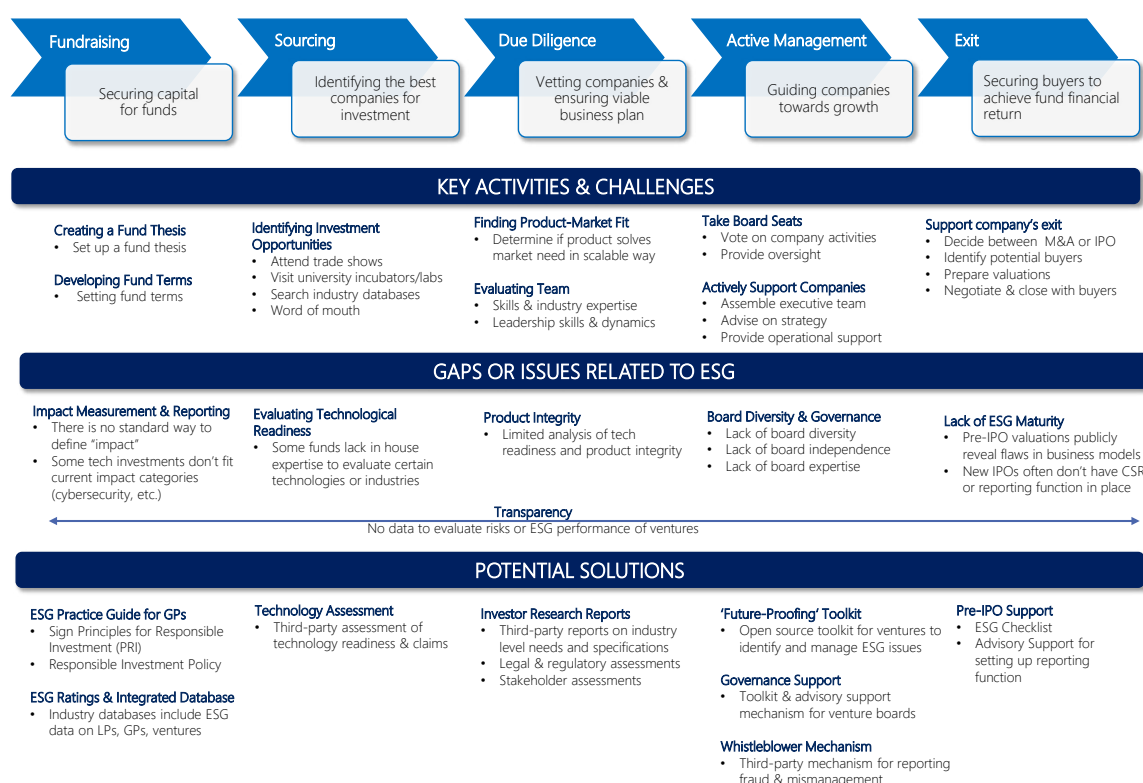 Fundraising
Securing capital
for funds
Sourcing
Identifying the best
companies for
investment
Due Diligence
Vetting companies &
ensuring viable
business plan
Active Management
Guiding companies
towards growth
Exit
Securing buyers to
achieve fund financial
return
KEY ACTIVITIES & CHALLENGES
Creating a Fund Thesis
• Set up a fund thesis
Developing Fund Terms
• Setting fund terms
Identifying Investment
Opportunities
• Attend trade shows
• Visit university incubators/labs
• Search industry databases
• Word of mouth
Finding Product-Market Fit
• Determine if product solves
market need in scalable way
Evaluating Team
• Skills & industry expertise
• Leadership skills & dynamics
Take Board Seats
• Vote on company activities
• Provide oversight
Actively Support Companies
• Assemble executive team
• Advise on strategy
• Provide operational support
Support company's exit
• Decide between M&A or IPO
• Identify potential buyers
• Prepare valuations
• Negotiate & close with buyers
GAPS OR ISSUES RELATED TO ESG
Impact Measurement & Reporting
• There is no standard way to
define "impact"
• Some tech investments don't fit
current impact categories
(cybersecurity, etc.)
Evaluating Technological
Readiness
• Some funds lack in house
expertise to evaluate certain
technologies or industries
Product Integrity
• Limited analysis of tech
readiness and product integrity
Board Diversity & Governance
• Lack of board diversity
• Lack of board independence
• Lack of board expertise
Lack of ESG Maturity
• Pre-IPO valuations publicly
reveal flaws in business models
• New IPOs often don't have CSR
or reporting function in place
Transparency
No data to evaluate risks or ESG performance of ventures
POTENTIAL SOLUTIONS
ESG Practice Guide for GPs
• Sign Principles for Responsible
Investment (PRI)
• Responsible Investment Policy
ESG Ratings & Integrated Database
• Industry databases include ESG
data on LPs, GPs, ventures
Technology Assessment
• Third-party assessment of
technology readiness & claims
Investor Research Reports
• Third-party reports on industry
level needs and specifications
• Legal & regulatory assessments
• Stakeholder assessments
'Future-Proofing' Toolkit
• Open source toolkit for ventures to
identify and manage ESG issues
Governance Support
• Toolkit & advisory support
mechanism for venture boards
Whistleblower Mechanism
• Third-party mechanism for reporting
fraud & mismanagement
Pre-IPO Support
• ESG Checklist
• Advisory Support for
setting up reporting
function